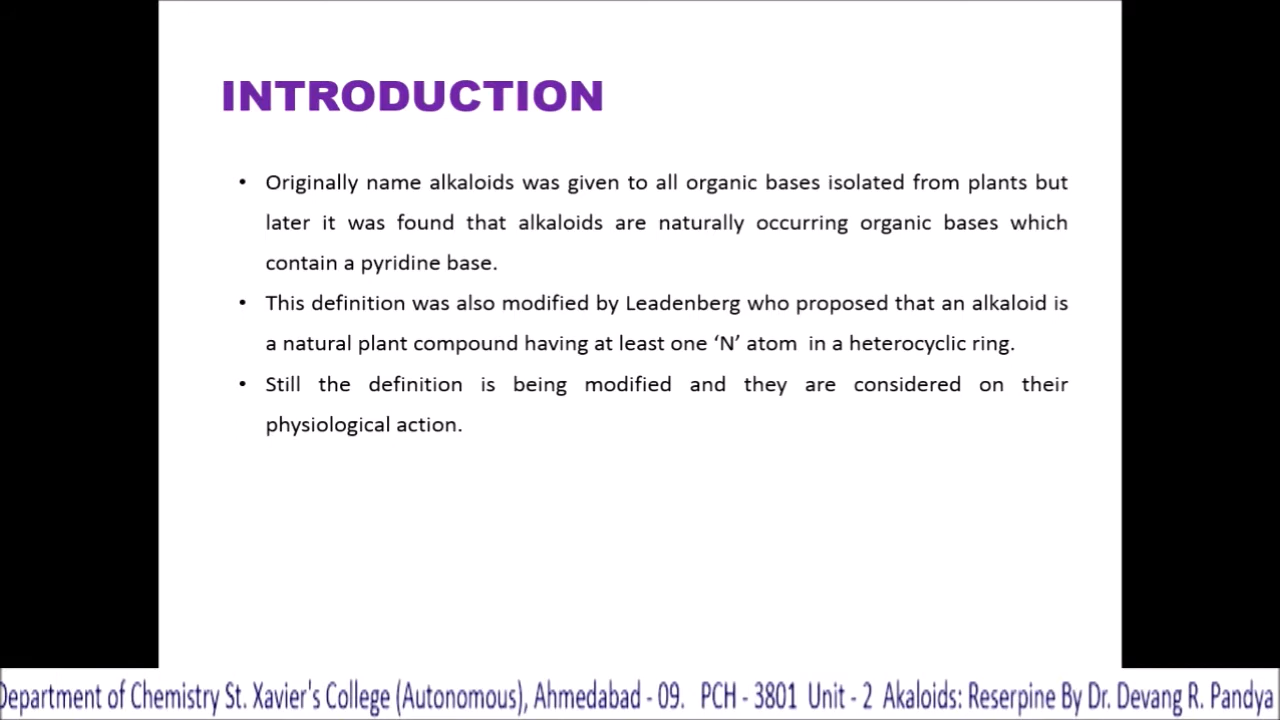 INTRODUCTION
• Originally name alkaloids was given to all organic bases isolated from plants but
later it was found that alkaloids are naturally occurring organic bases which
contain a pyridine base.
• This definition was also modified by Leadenberg who proposed that an alkaloid is
a natural plant compound having at least one ‘N’ atom in a heterocyclic ring.
• Still the definition is being modified and they are considered on their
physiological action.
Department of Chemistry St. Xavier's College (Autonomous), Ahmedabad - 09. PCH - 3801 Unit - 2 Akaloids: Reserpine By Dr. Devang R. Pandya